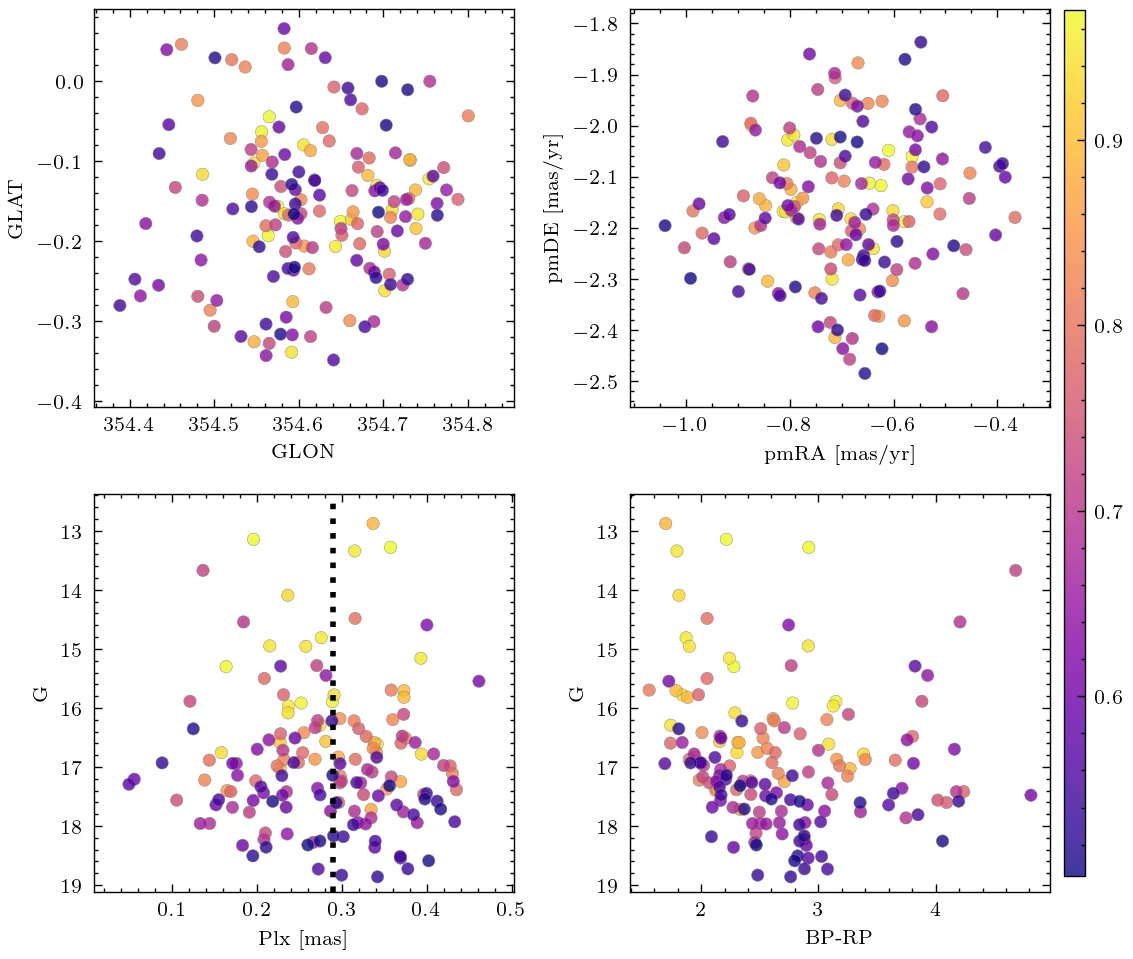 0.0
−0.1
−0.2
−0.3
−0.4
GLAT
354.4 354.5 354.6 354.7 354.8
GLON
−1.8
−1.9
−2.0
−2.1
−2.2
−2.3
−2.4
−2.5
pmDE [mas/yr]
−1.0 −0.8 −0.6 −0.4
pmRA [mas/yr]
0.9
0.8
0.7
0.6
13
14
15
16
17
18
19
G
0.1 0.2 0.3 0.4 0.5
Plx [mas]
13
14
15
16
17
18
19
G
2 3 4
BP-RP